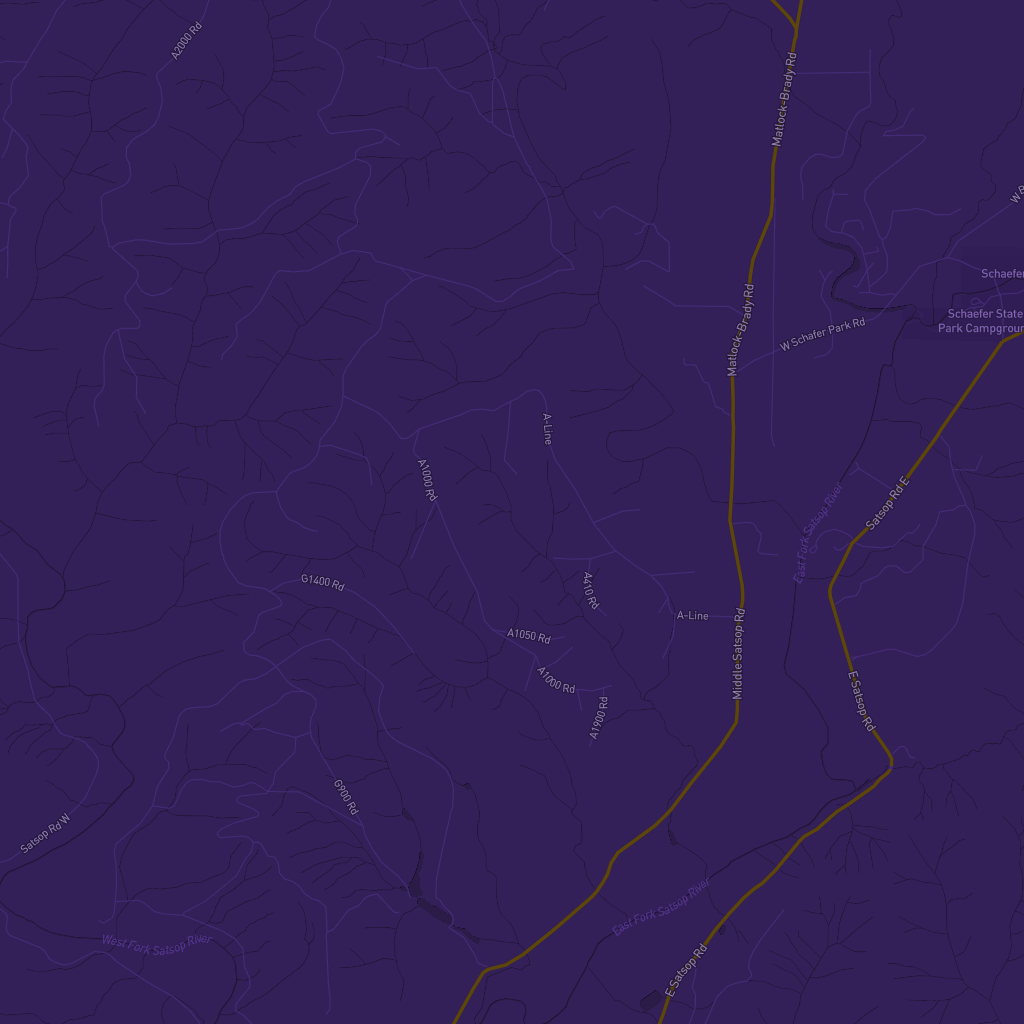 A2000 Rd
Matlock-Brady Rd
Schaefer
Schaefer State
Park Campgroun
W Schafer Park Rd
Matlock-Brady Rd
A-Line
A1000 Rd
Satsop Rd E
East Fork Satsop River
G1400 Rd
A410 Rd
A-Line
A1050 Rd
Middle Satsop Rd
A1000 Rd
E Satsop Rd
A1900 Rd
G900 Rd
Satsop Rd W
East Fork Satsop River
West Fork Satsop River
E Satsop Rd